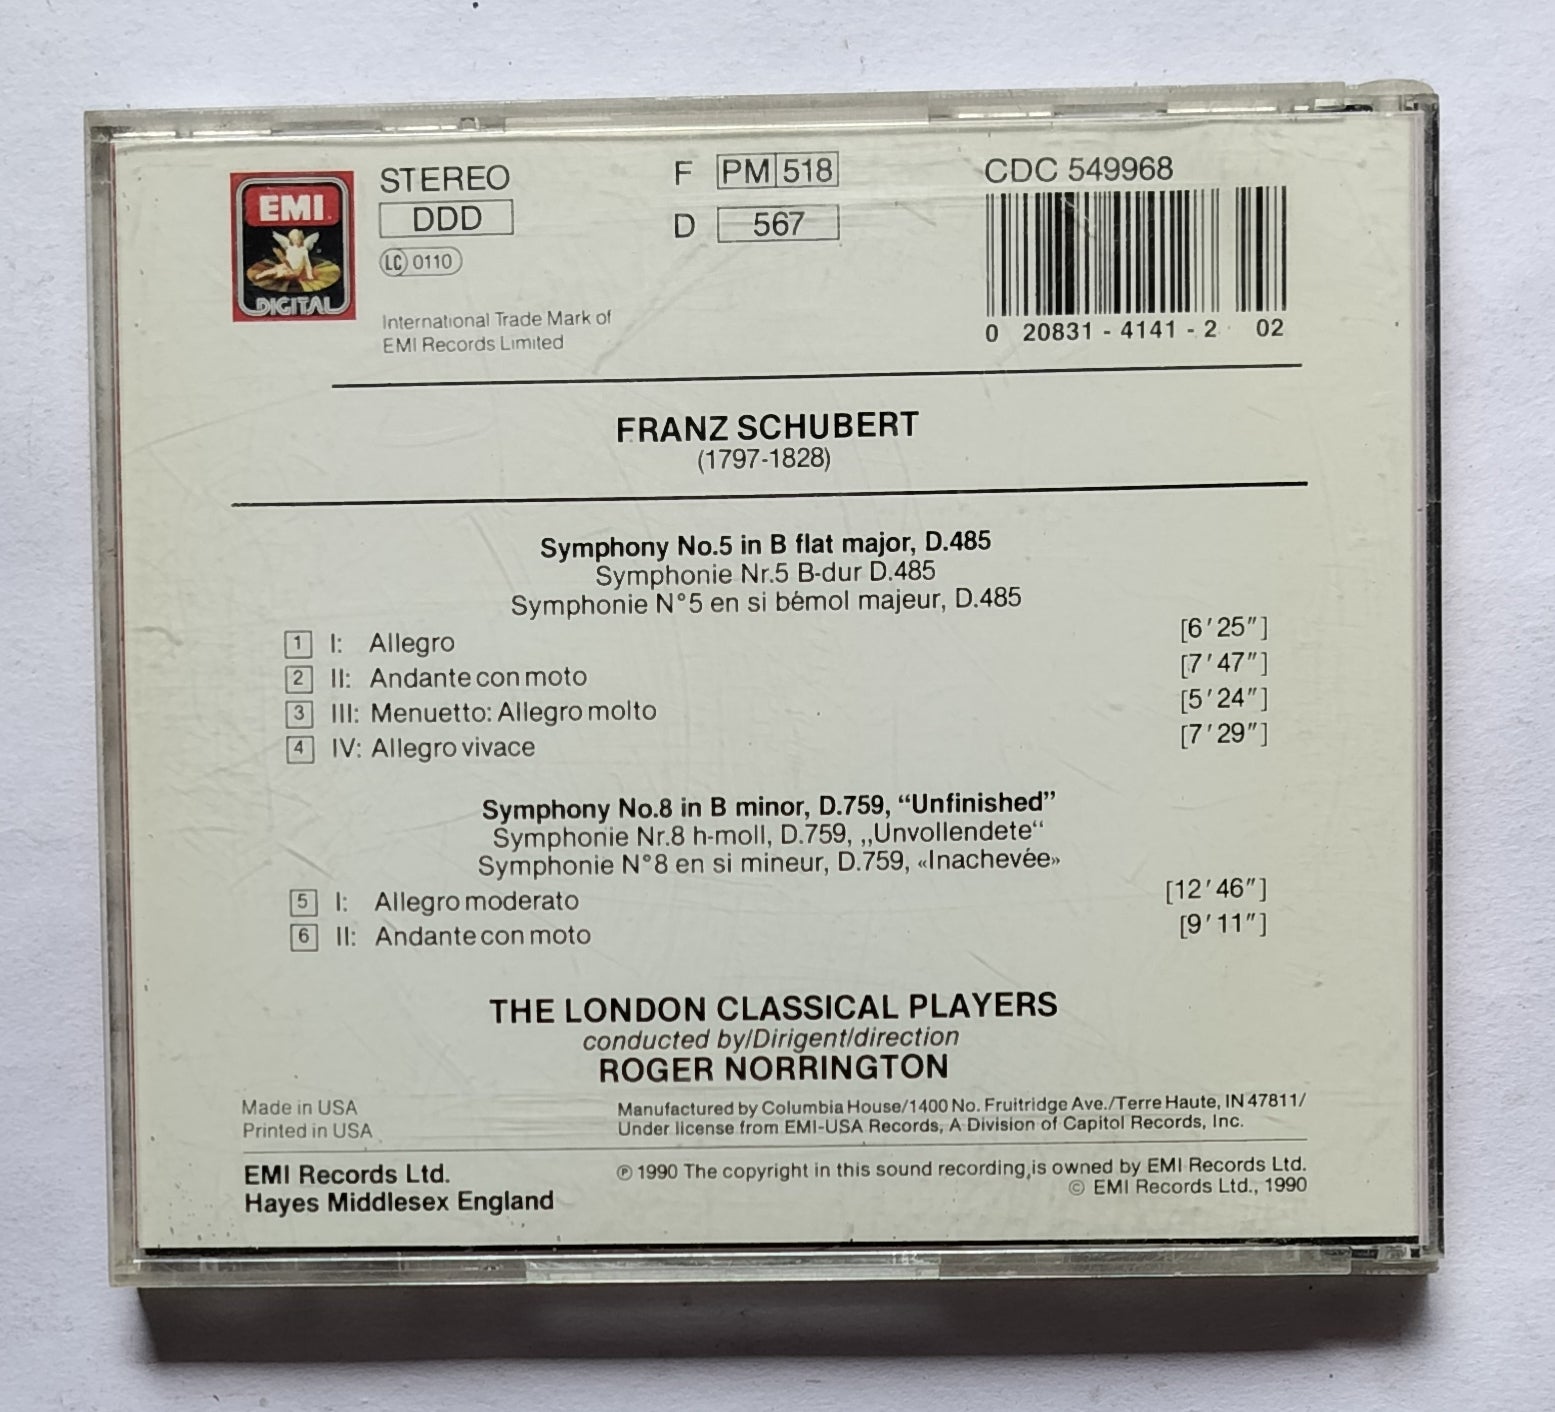 EMI
DIGITAL
STEREO
DDD
LC 0110
International Trade Mark of
EMI Records Limited
F PM 518
D 567
CDC 549968
0 20831 - 4141 - 2 02
FRANZ SCHUBERT
(1797-1828)
Symphony No.5 in B flat major, D.485
Symphonie Nr.5 B-dur D.485
Symphonie N°5 en si bémol majeur, D.485
1 I: Allegro [6′25″]
2 II: Andante con moto [7′47″]
3 III: Menuetto: Allegro molto [5′24″]
4 IV: Allegro vivace [7′29″]
Symphony No.8 in B minor, D.759, “Unfinished”
Symphonie Nr.8 h-moll, D.759, „Unvollendete“
Symphonie N°8 en si mineur, D.759, «Inachevée»
5 I: Allegro moderato [12′46″]
6 II: Andante con moto [9′11″]
THE LONDON CLASSICAL PLAYERS
conducted by/Dirigent/direction
ROGER NORRINGTON
Made in USA
Printed in USA
Manufactured by Columbia House/1400 No. Fruitridge Ave./Terre Haute, IN 47811/
Under license from EMI-USA Records, A Division of Capitol Records, Inc.
EMI Records Ltd.
Hayes Middlesex England
℗ 1990 The copyright in this sound recording is owned by EMI Records Ltd.
© EMI Records Ltd., 1990